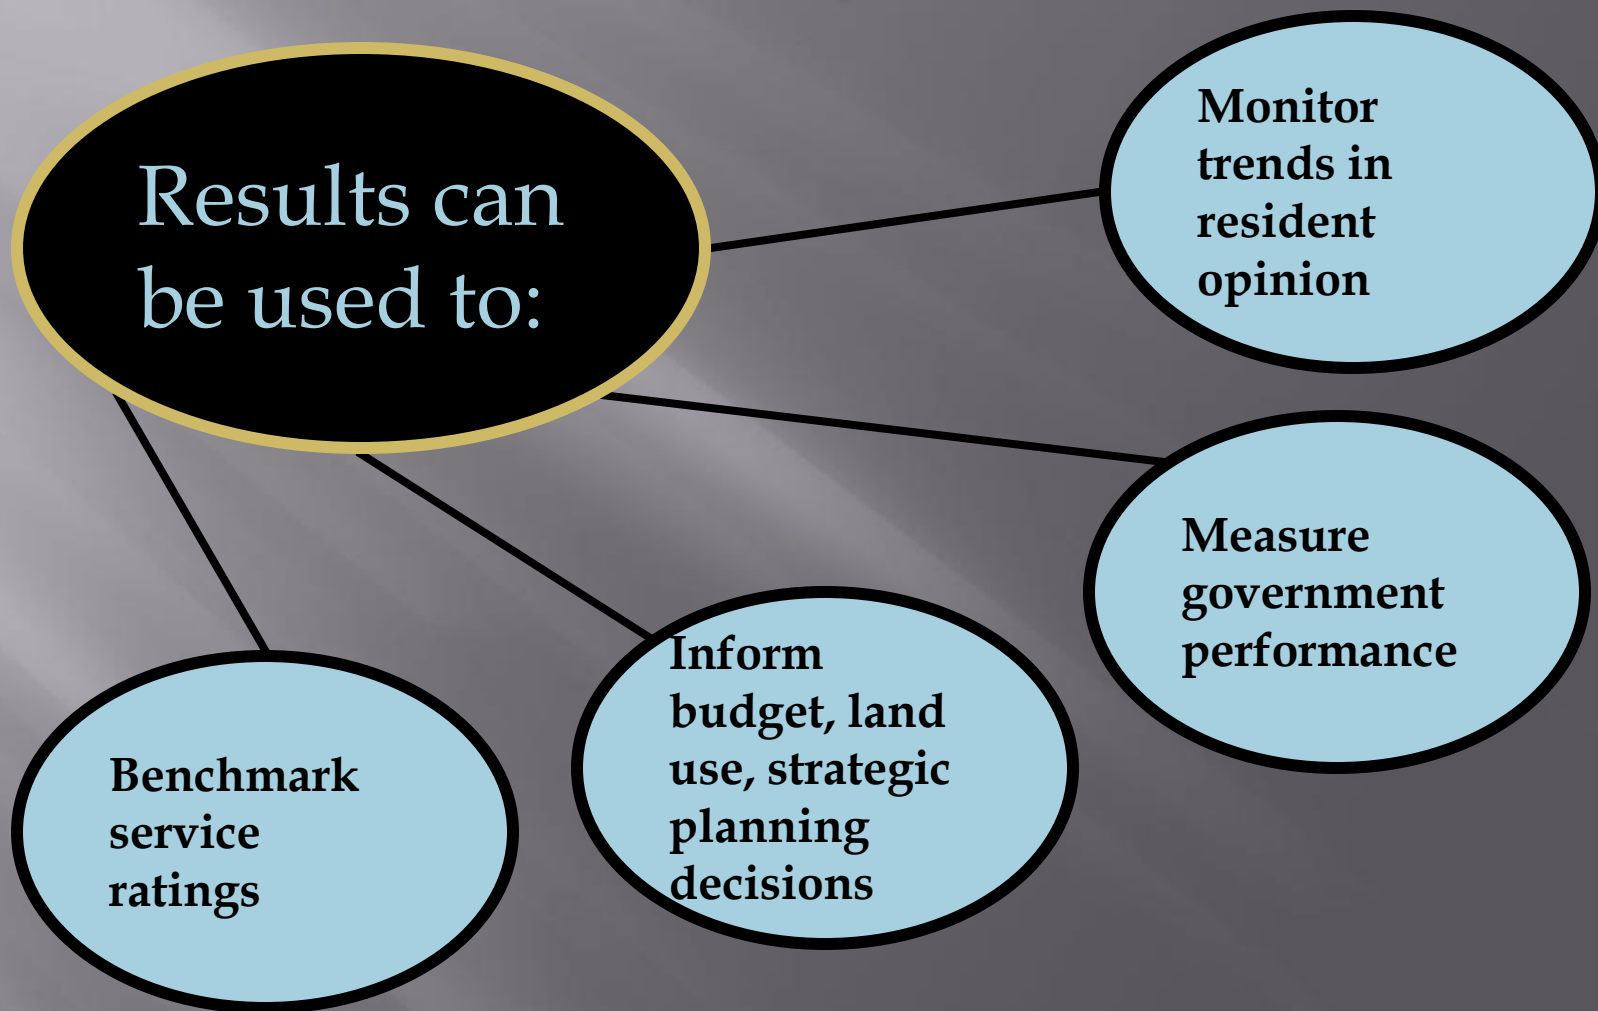 Results can
be used to:
Monitor
trends in
resident
opinion
Measure
government
performance
Inform
budget, land
use, strategic
planning
decisions
Benchmark
service
ratings